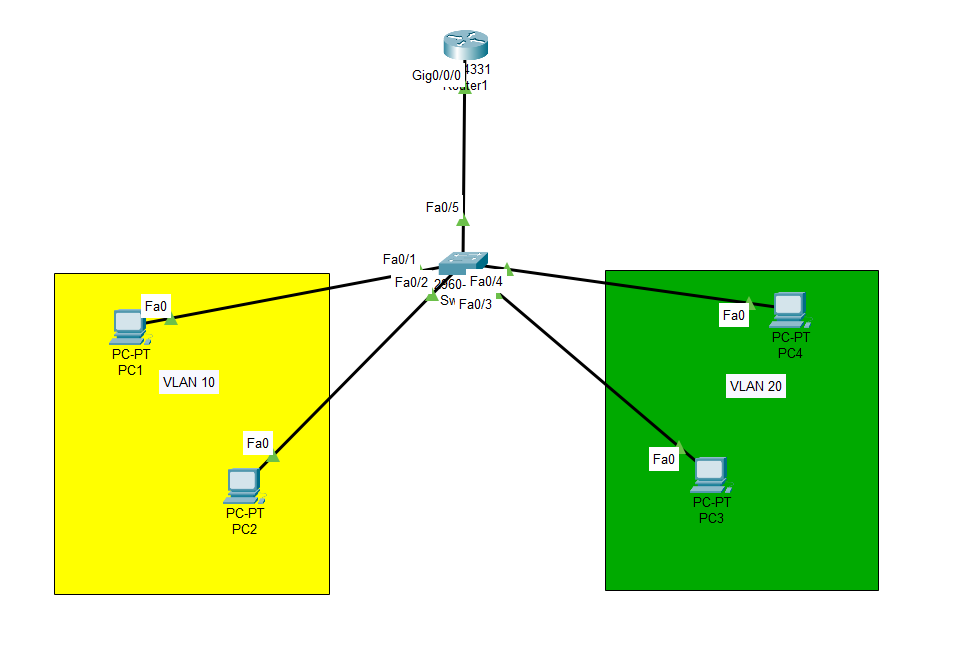 Gig0/0/0
4331
Router1
Fa0/5
Fa0/1
Fa0/2
2960-
Fa0/4
Sw
Fa0/3
Fa0
PC-PT
PC1
VLAN 10
Fa0
PC-PT
PC2
Fa0
PC-PT
PC4
VLAN 20
Fa0
PC-PT
PC3